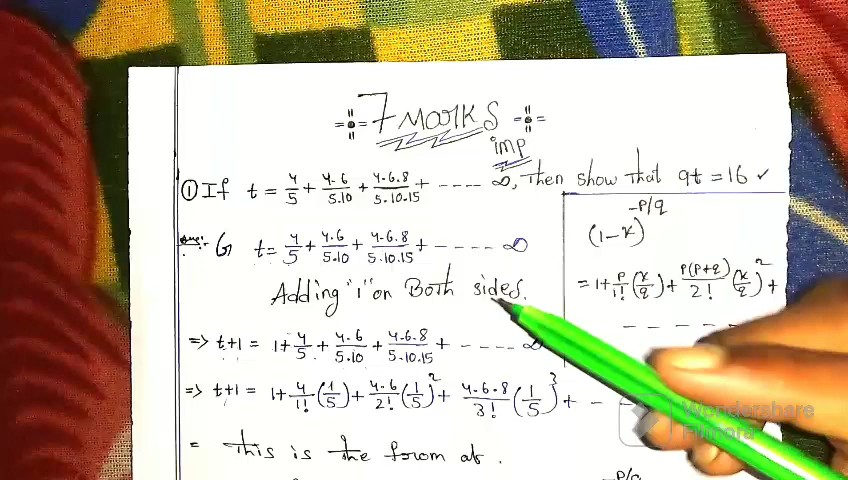 7 Marks
imp
① If t = 4/5 + 4·6/5·10 + 4·6·8/5·10·15 + ---- ∞, Then show that 9t = 16 ✓
Ans:- G t = 4/5 + 4·6/5·10 + 4·6·8/5·10·15 + ---- ∞
Adding "1" on Both sides.
=> t+1 = 1 + 4/5 + 4·6/5·10 + 4·6·8/5·10·15 + ---- ∞
=> t+1 = 1 + 4/1! (1/5) + 4·6/2! (1/5)² + 4·6·8/3! (1/5)³ + - -
= This is the form at.
-P/q
(1-x)^-P/q
= 1 + P/1! (x/q) + P(P+q)/2! (x/q)² +
- - - - -
Wondershare
Filmora